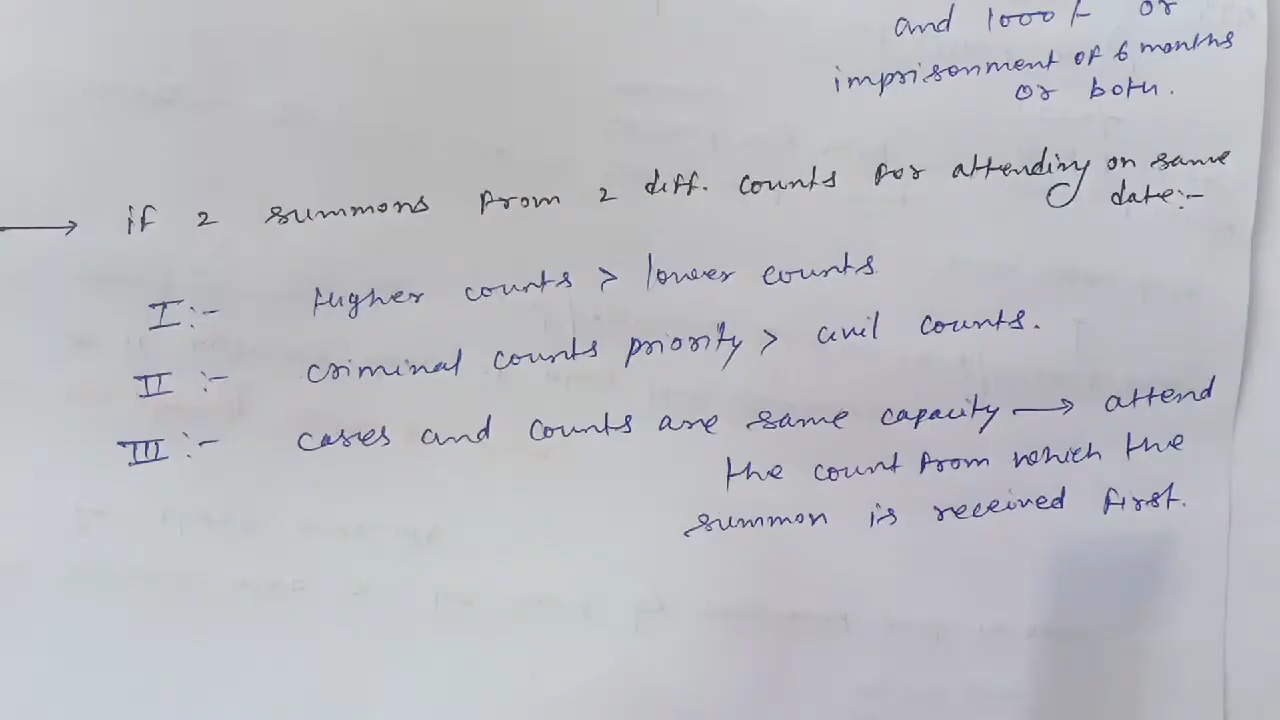 and 1000/- or
imprisonment of 6 months
or both.
→ if 2 summons from 2 diff. courts for attending on same
date:-
I:- Higher courts > lower courts
II:- criminal courts priority > civil courts.
III:- cases and courts are same capacity → attend
the court from which the
summon is received first.